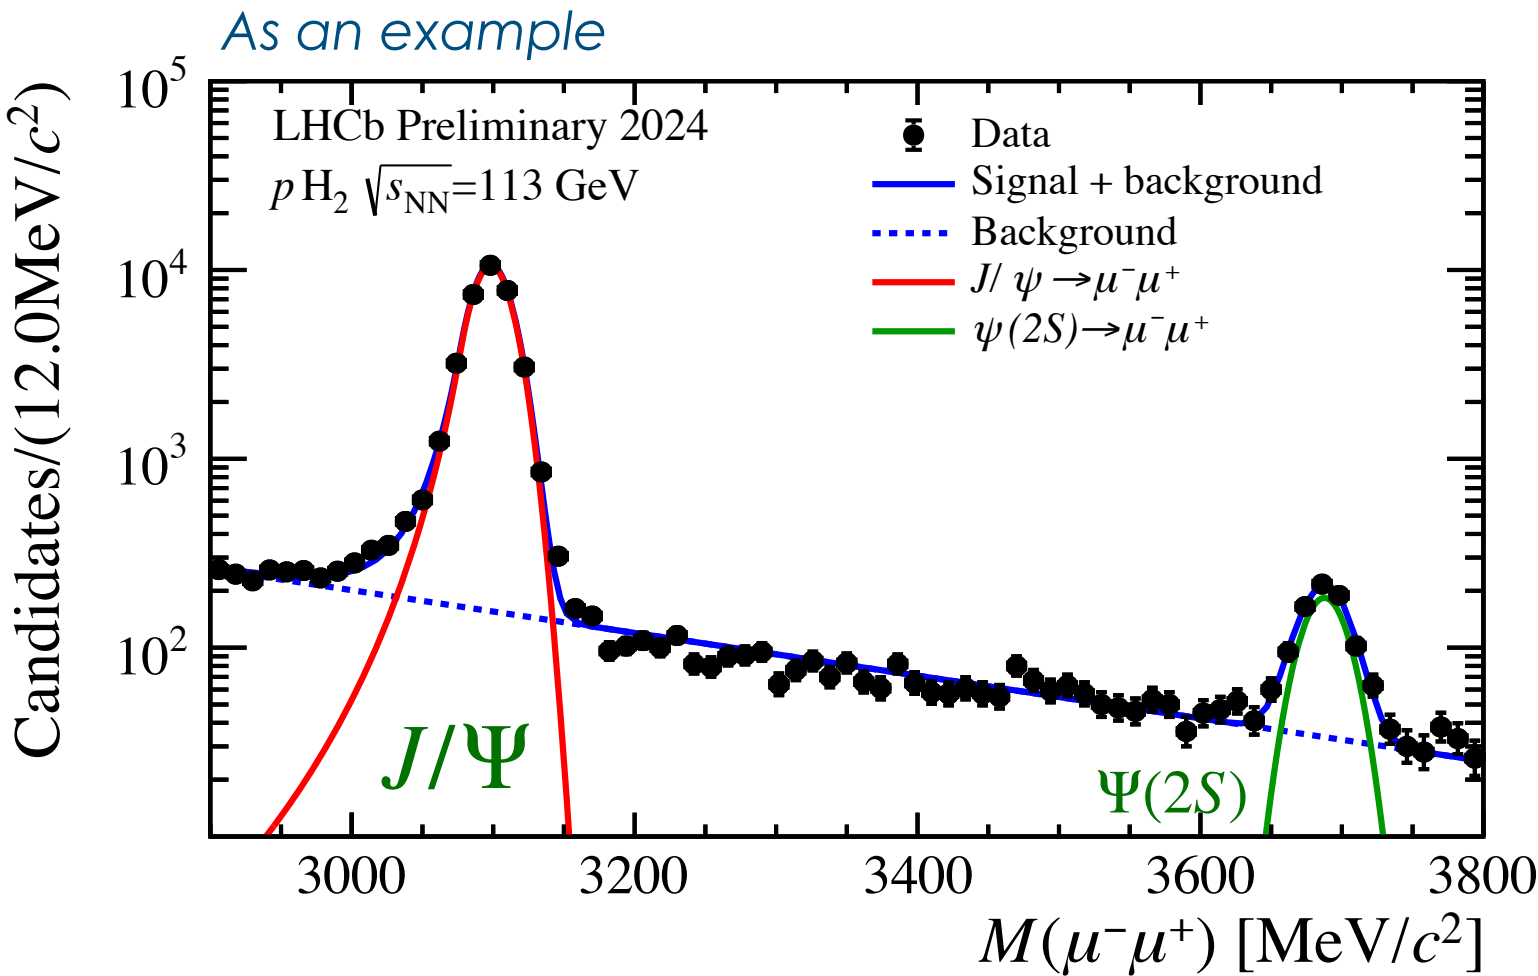 As an example
LHCb Preliminary 2024
p H₂ √s_NN=113 GeV
Data
Signal + background
Background
J/ ψ →μ⁻μ⁺
ψ(2S)→μ⁻μ⁺
Candidates/(12.0MeV/c²)
10⁵
10⁴
10³
10²
J/Ψ
Ψ(2S)
3000 3200 3400 3600 3800
M(μ⁻μ⁺) [MeV/c²]